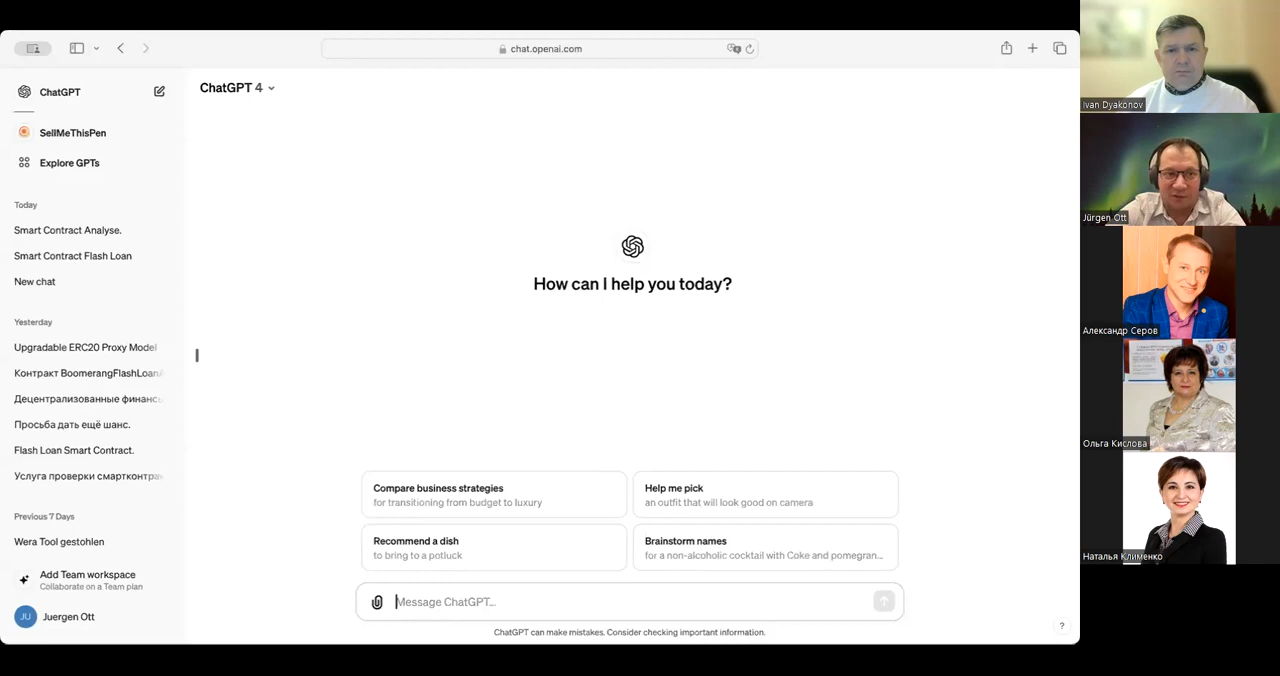 chat.openai.com
ChatGPT
SellMeThisPen
Explore GPTs
Today
Smart Contract Analyse.
Smart Contract Flash Loan
New chat
Yesterday
Upgradable ERC20 Proxy Model
Контракт BoomerangFlashLoan
Децентрализованные
Просьба дать ещё шанс.
Flash Loan Smart Contract.
Услуга проверки
Previous 7 Days
Wera Tool gestohlen
Add Team workspace
Collaborate on a Team plan
JU Juergen Ott
ChatGPT 4
How can I help you today?
Compare business strategies
for transitioning from budget to luxury
Help me pick
an outfit that will look good on camera
Recommend a dish
to bring to a potluck
Brainstorm names
for a non-alcoholic cocktail with Coke and pomegran...
Message ChatGPT...
ChatGPT can make mistakes. Consider checking important information.
?
Ivan Dyakonov
Jürgen Ott
Александр Серов
Ольга Кислова
Наталья Клименко